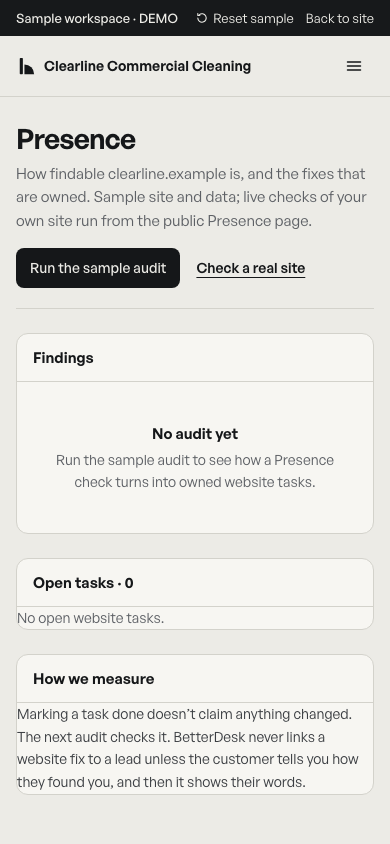 Sample workspace · DEMO Reset sample Back to site
Clearline Commercial Cleaning
Presence
How findable clearline.example is, and the fixes that
are owned. Sample site and data; live checks of your
own site run from the public Presence page.
Run the sample audit Check a real site
Findings
No audit yet
Run the sample audit to see how a Presence
check turns into owned website tasks.
Open tasks · 0
No open website tasks.
How we measure
Marking a task done doesn’t claim anything changed.
The next audit checks it. BetterDesk never links a
website fix to a lead unless the customer tells you how
they found you, and then it shows their words.